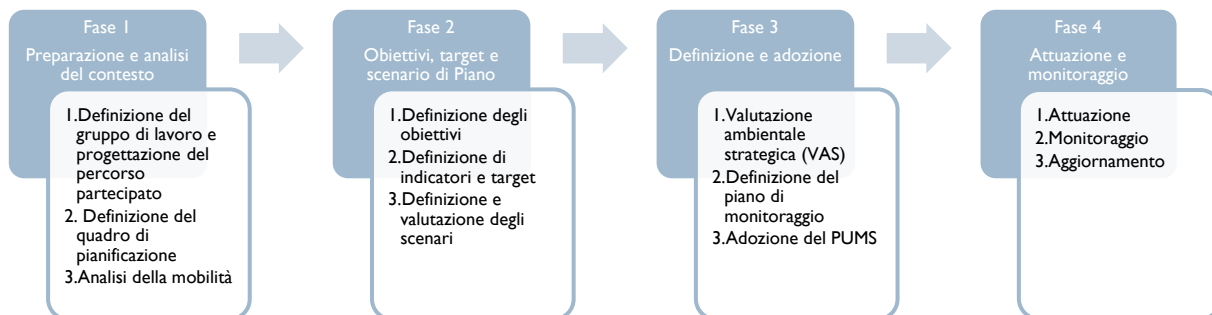 Fase 1
Preparazione e analisi
del contesto
1.Definizione del
gruppo di lavoro e
progettazione del
percorso
partecipato
2. Definizione del
quadro di
pianificazione
3.Analisi della mobilità
Fase 2
Obiettivi, target e
scenario di Piano
1.Definizione degli
obiettivi
2.Definizione di
indicatori e target
3.Definizione e
valutazione degli
scenari
Fase 3
Definizione e adozione
1.Valutazione
ambientale
strategica (VAS)
2.Definizione del
piano di
monitoraggio
3.Adozione del PUMS
Fase 4
Attuazione e
monitoraggio
1.Attuazione
2.Monitoraggio
3.Aggiornamento